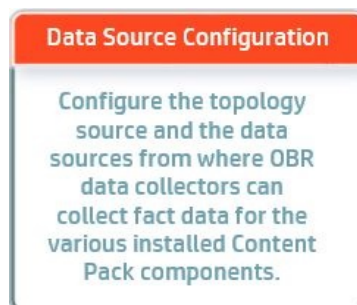 Data Source Configuration
Configure the topology
source and the data
sources from where OBR
data collectors can
collect fact data for the
various installed Content
Pack components.